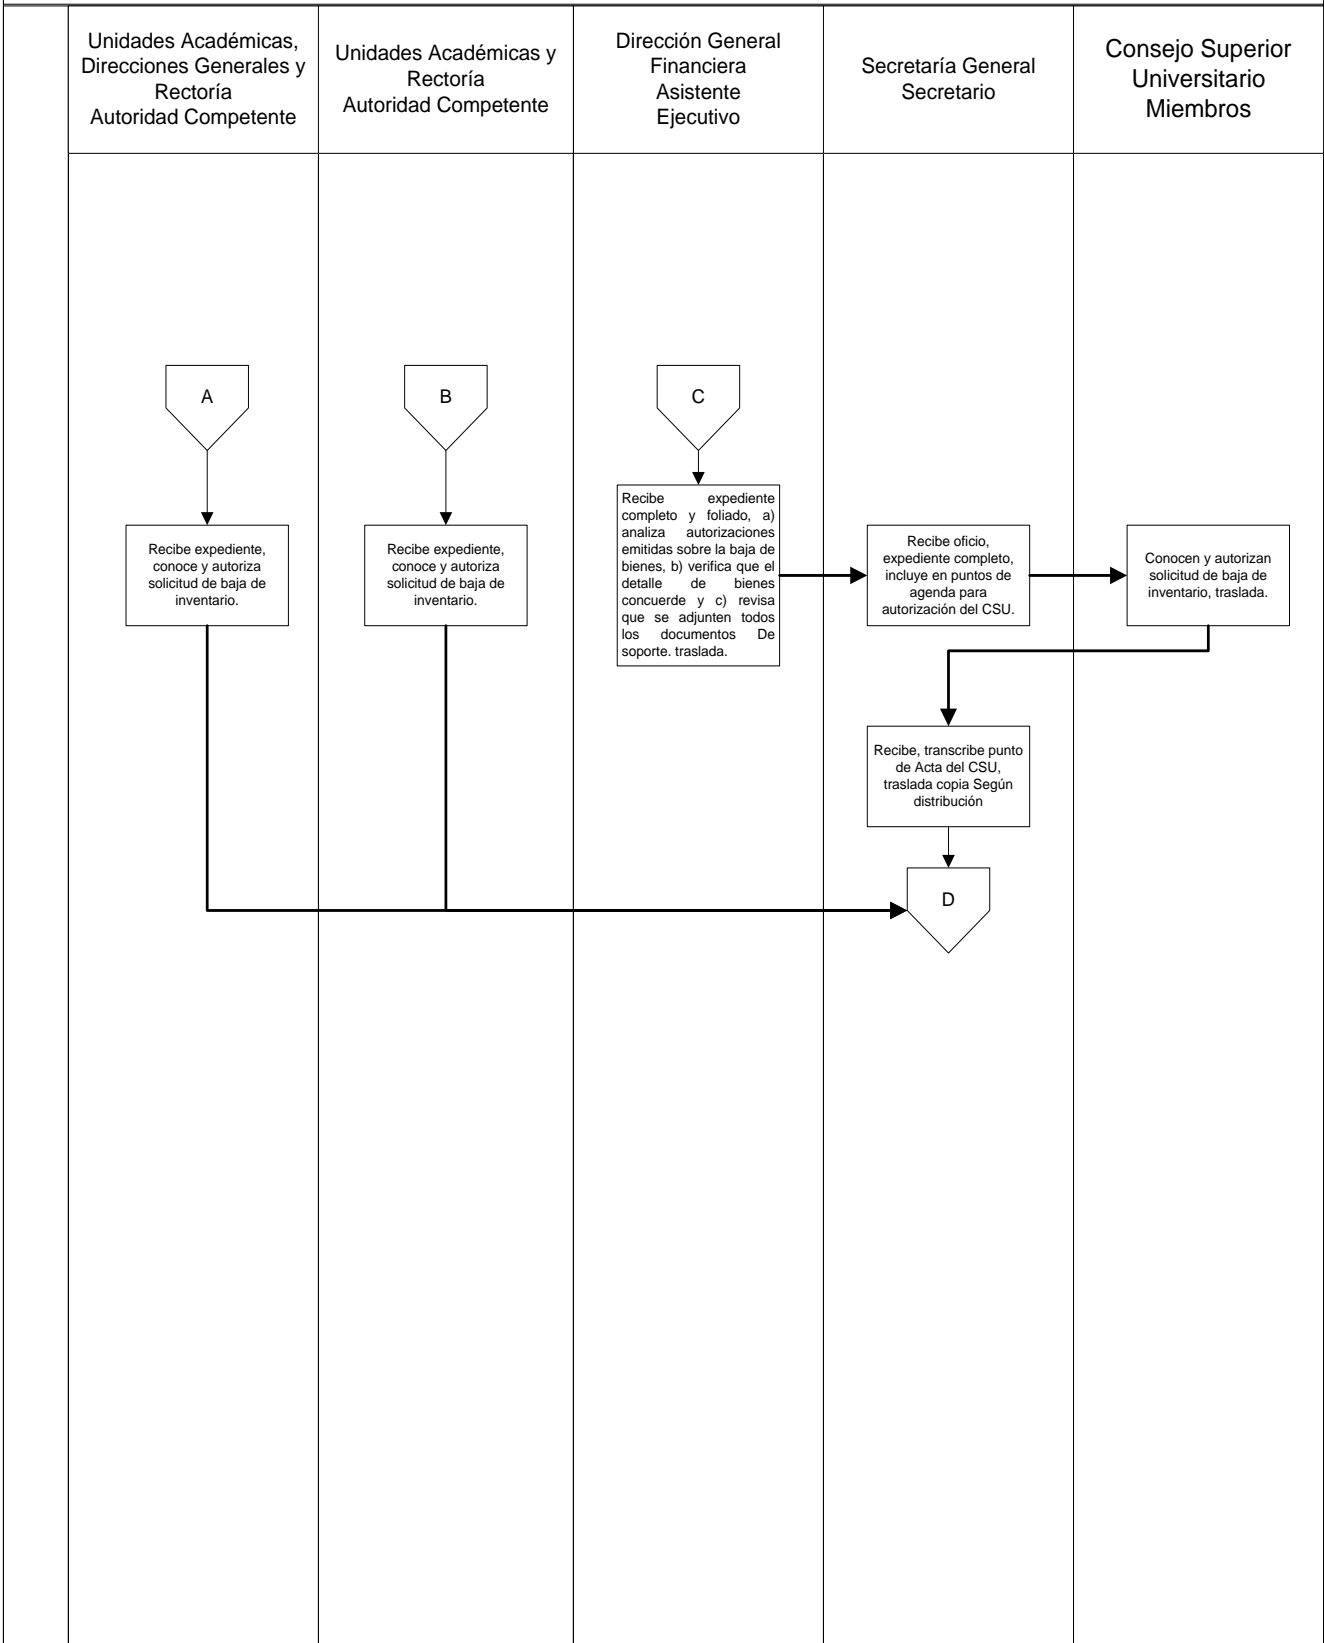 Unidades Académicas,
Direcciones Generales y
Rectoría
Autoridad Competente
Unidades Académicas y
Rectoría
Autoridad Competente
Dirección General
Financiera
Asistente
Ejecutivo
Secretaría General
Secretario
Consejo Superior
Universitario
Miembros
A
B
C
Recibe expediente,
conoce y autoriza
solicitud de baja de
inventario.
Recibe expediente,
conoce y autoriza
solicitud de baja de
inventario.
Recibe expediente
completo y foliado, a)
analiza autorizaciones
emitidas sobre la baja de
bienes, b) verifica que el
detalle de bienes
concuerde y c) revisa
que se adjunten todos
los documentos De
soporte. traslada.
Recibe oficio,
expediente completo,
incluye en puntos de
agenda para
autorización del CSU.
Conocen y autorizan
solicitud de baja de
inventario, traslada.
Recibe, transcribe punto
de Acta del CSU,
traslada copia Según
distribución
D